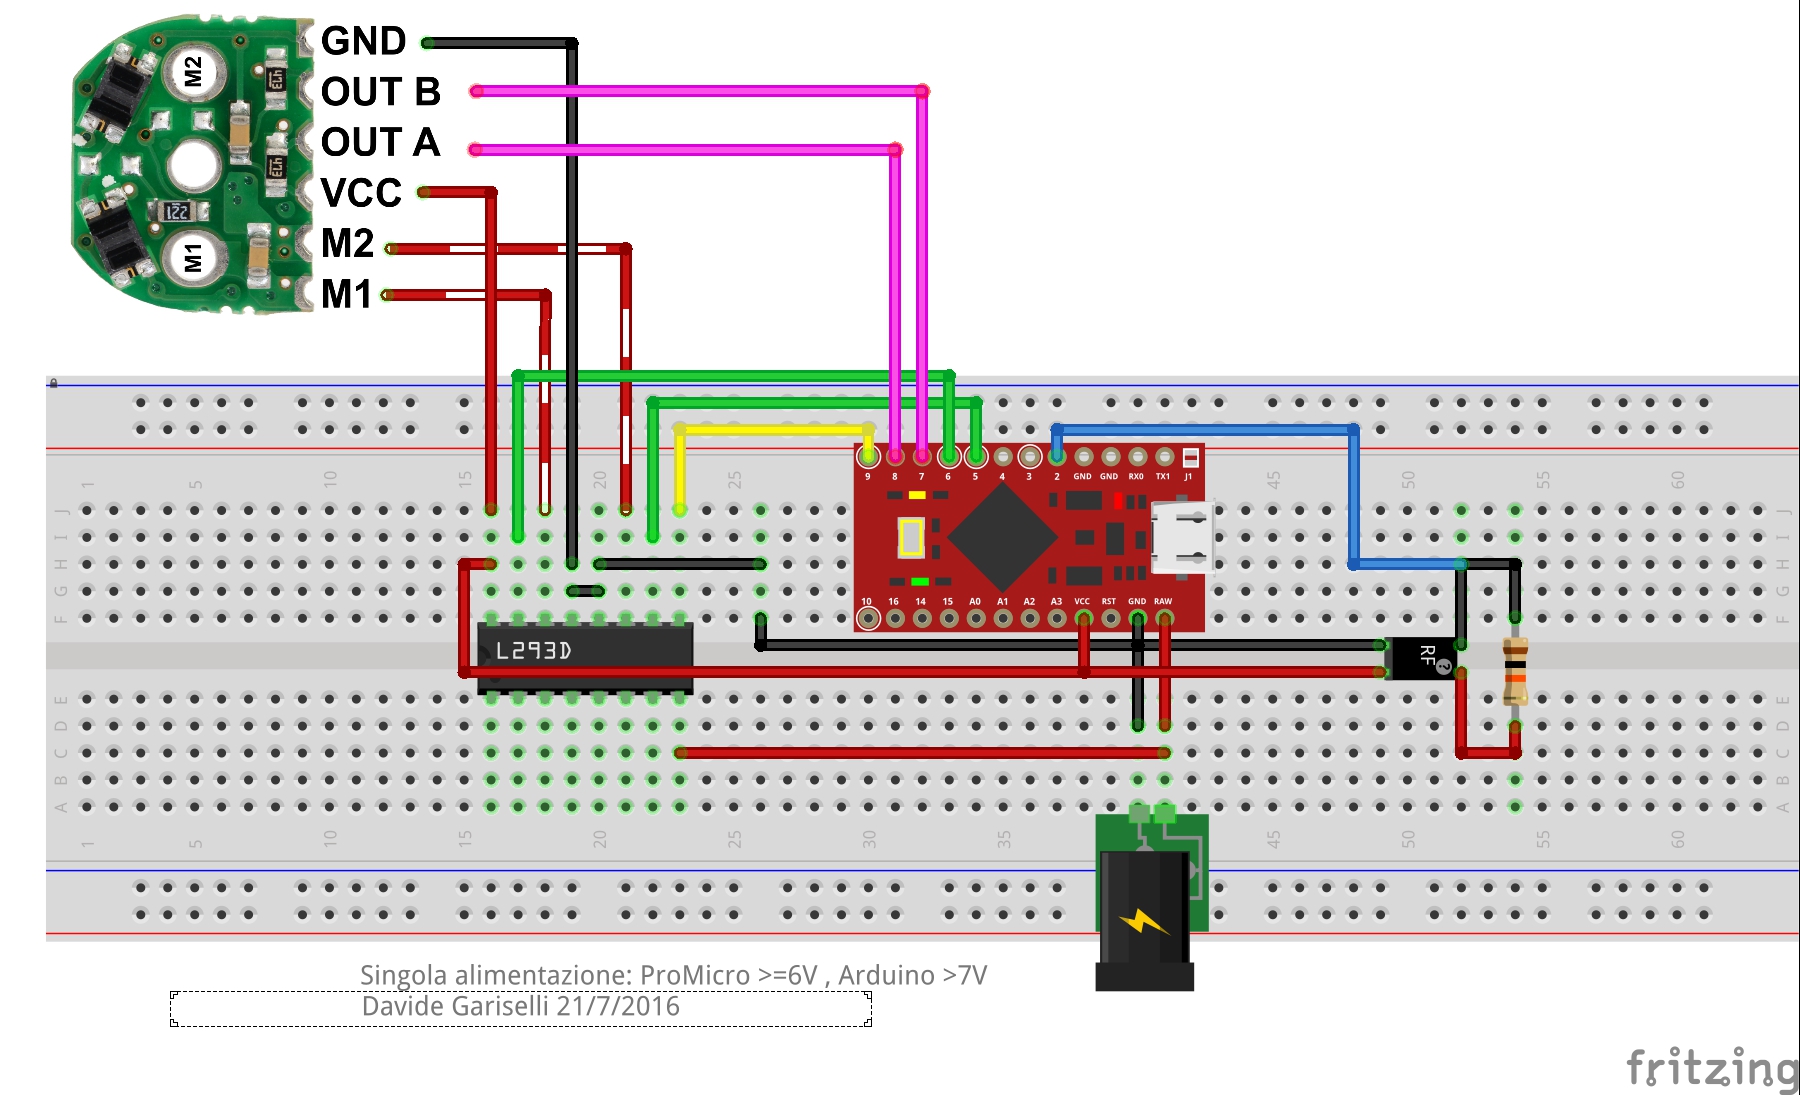 GND
M2
OUT B
OUT A
VCC
M2
M1
M1
221
1 5 10 15 20 25 45 50 55 60
9 8 7 6 5 4 3 2 GND GND RX0 TX1 J1
J J
I I
H H
G G
F F
10 16 14 15 A0 A1 A2 A3 VCC RST GND RAW
L293D
RF
E E
D D
C C
B B
A A
1 5 10 15 20 25 30 35 45 50 55 60
Singola alimentazione: ProMicro >=6V , Arduino >7V
Davide Gariselli 21/7/2016
fritzing